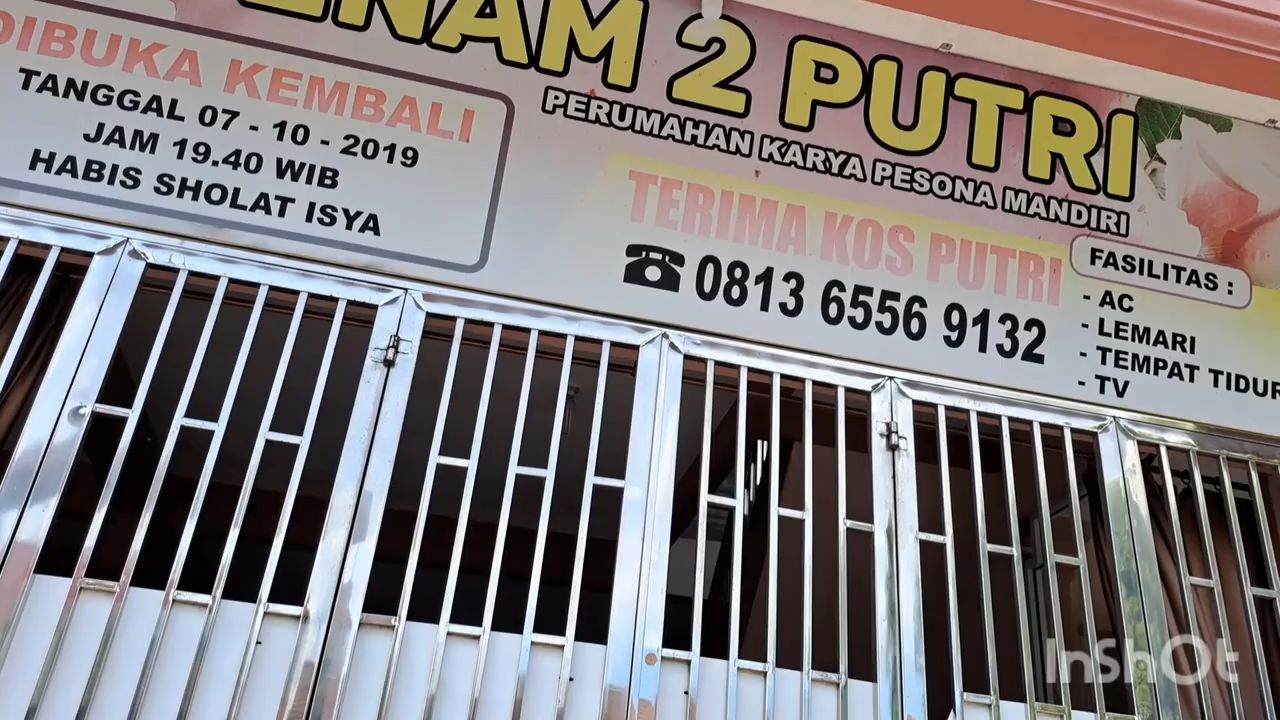 ENAM 2 PUTRI
PERUMAHAN KARYA PESONA MANDIRI
DIBUKA KEMBALI
TANGGAL 07 - 10 - 2019
JAM 19.40 WIB
HABIS SHOLAT ISYA
TERIMA KOS PUTRI
0813 6556 9132
FASILITAS :
- AC
- LEMARI
- TEMPAT TIDUR
- TV
InShOt